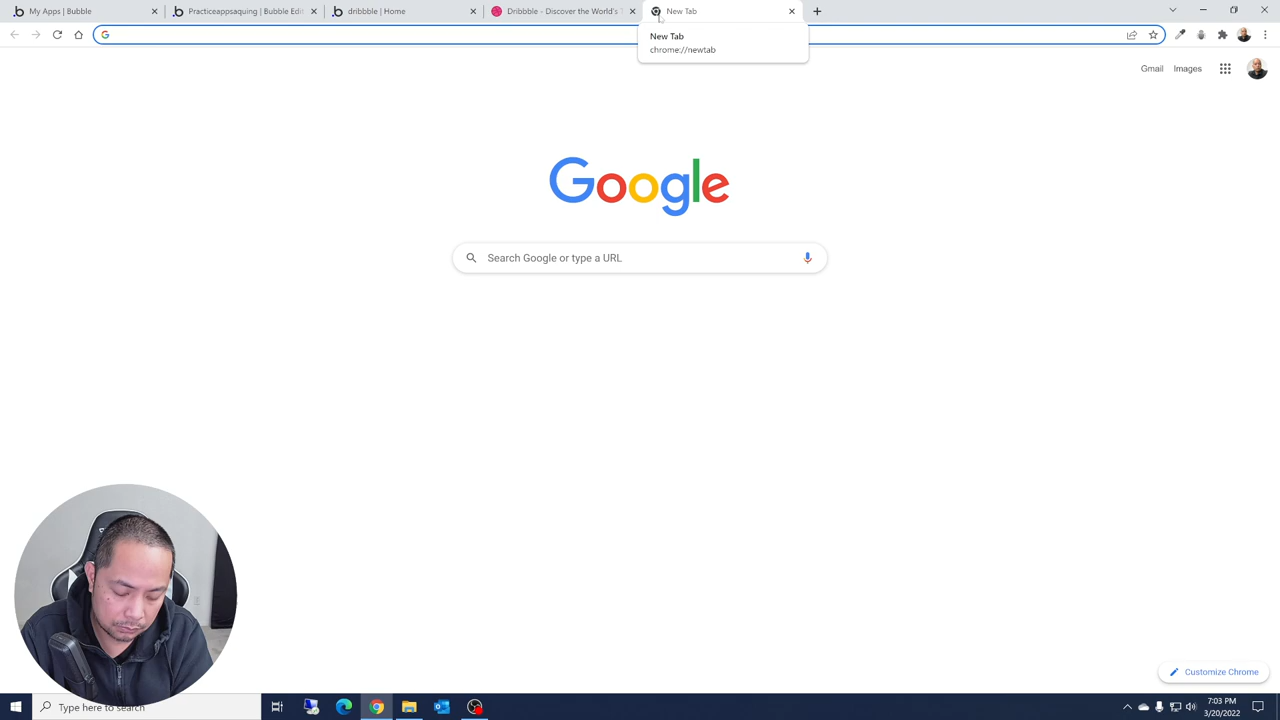 My Apps | Bubble
Practiceappsaquing | Bubble Edi
dribbble | Home
Dribbble - Discover the World's T
New Tab
New Tab
chrome://newtab
Gmail
Images
Google
Search Google or type a URL
Customize Chrome
Type here to search
7:03 PM
3/20/2022